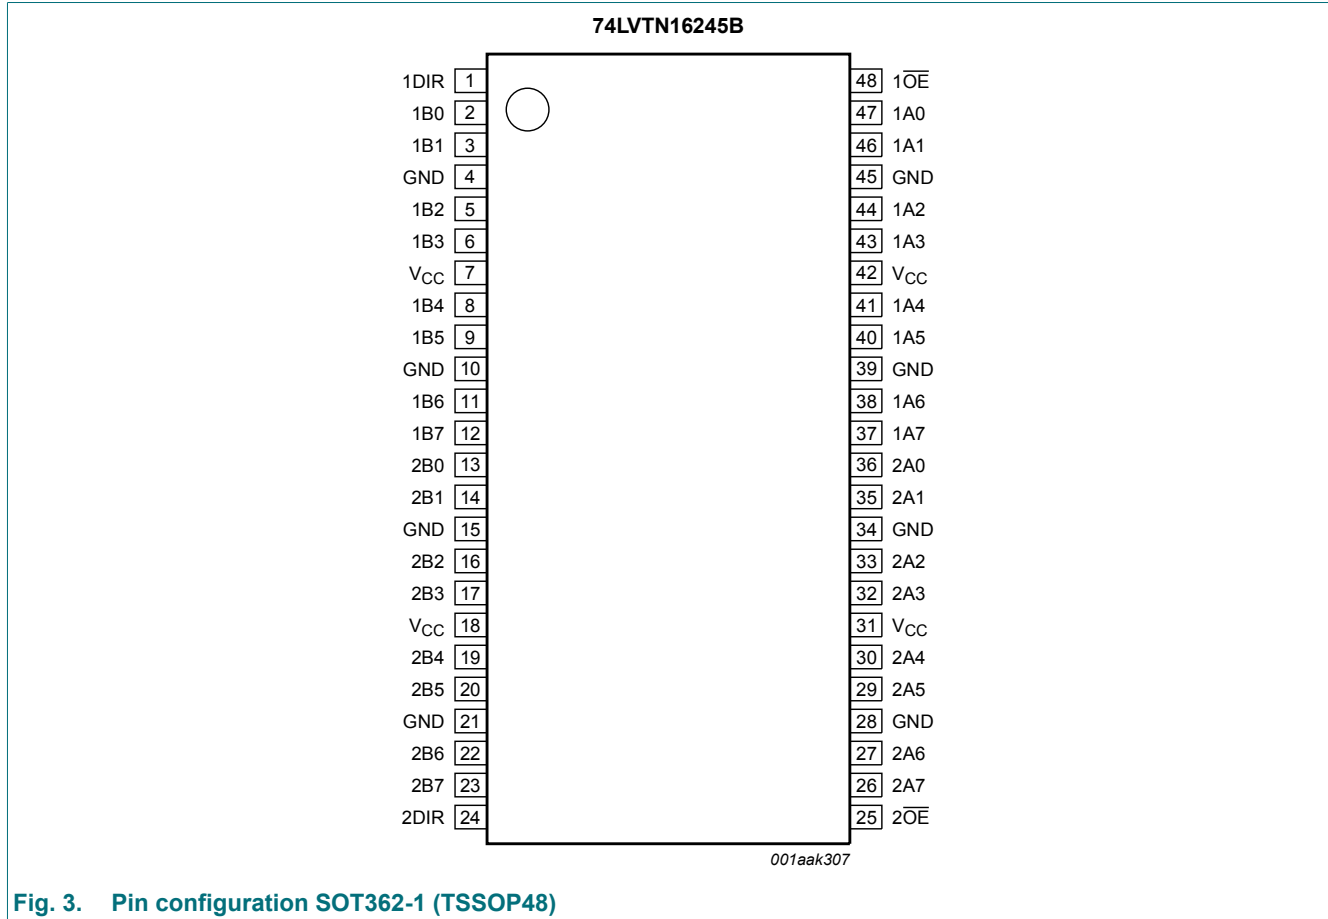 74LVTN16245B
1DIR 1 48 1O̅E̅
1B0 2 47 1A0
1B1 3 46 1A1
GND 4 45 GND
1B2 5 44 1A2
1B3 6 43 1A3
VCC 7 42 VCC
1B4 8 41 1A4
1B5 9 40 1A5
GND 10 39 GND
1B6 11 38 1A6
1B7 12 37 1A7
2B0 13 36 2A0
2B1 14 35 2A1
GND 15 34 GND
2B2 16 33 2A2
2B3 17 32 2A3
VCC 18 31 VCC
2B4 19 30 2A4
2B5 20 29 2A5
GND 21 28 GND
2B6 22 27 2A6
2B7 23 26 2A7
2DIR 24 25 2O̅E̅
001aak307
Fig. 3. Pin configuration SOT362-1 (TSSOP48)